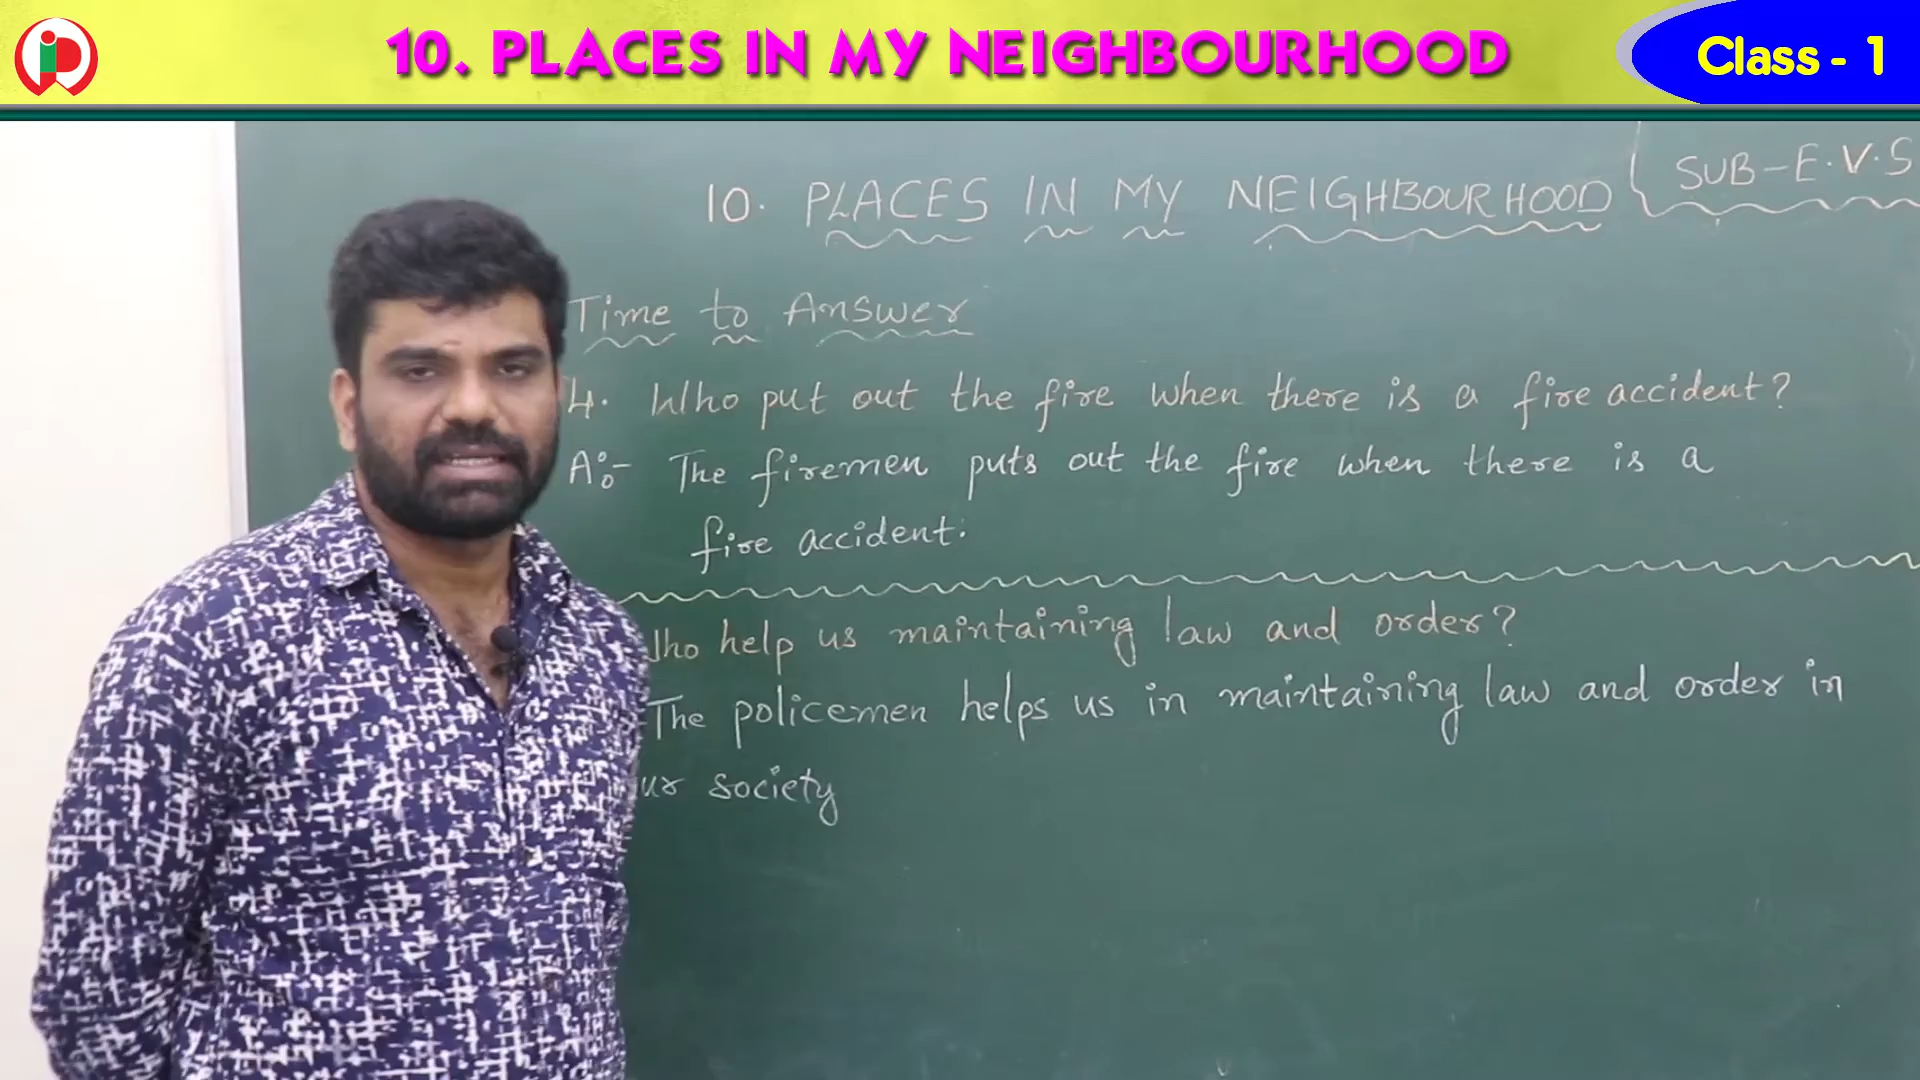 10. PLACES IN MY NEIGHBOURHOOD
Class - 1
10. PLACES IN MY NEIGHBOURHOOD
SUB-E.V.S
Time to Answer
4. Who put out the fire when there is a fire accident?
A:- The firemen puts out the fire when there is a
fire accident.
help us maintaining law and order?
The policemen helps us in maintaining law and order in
society